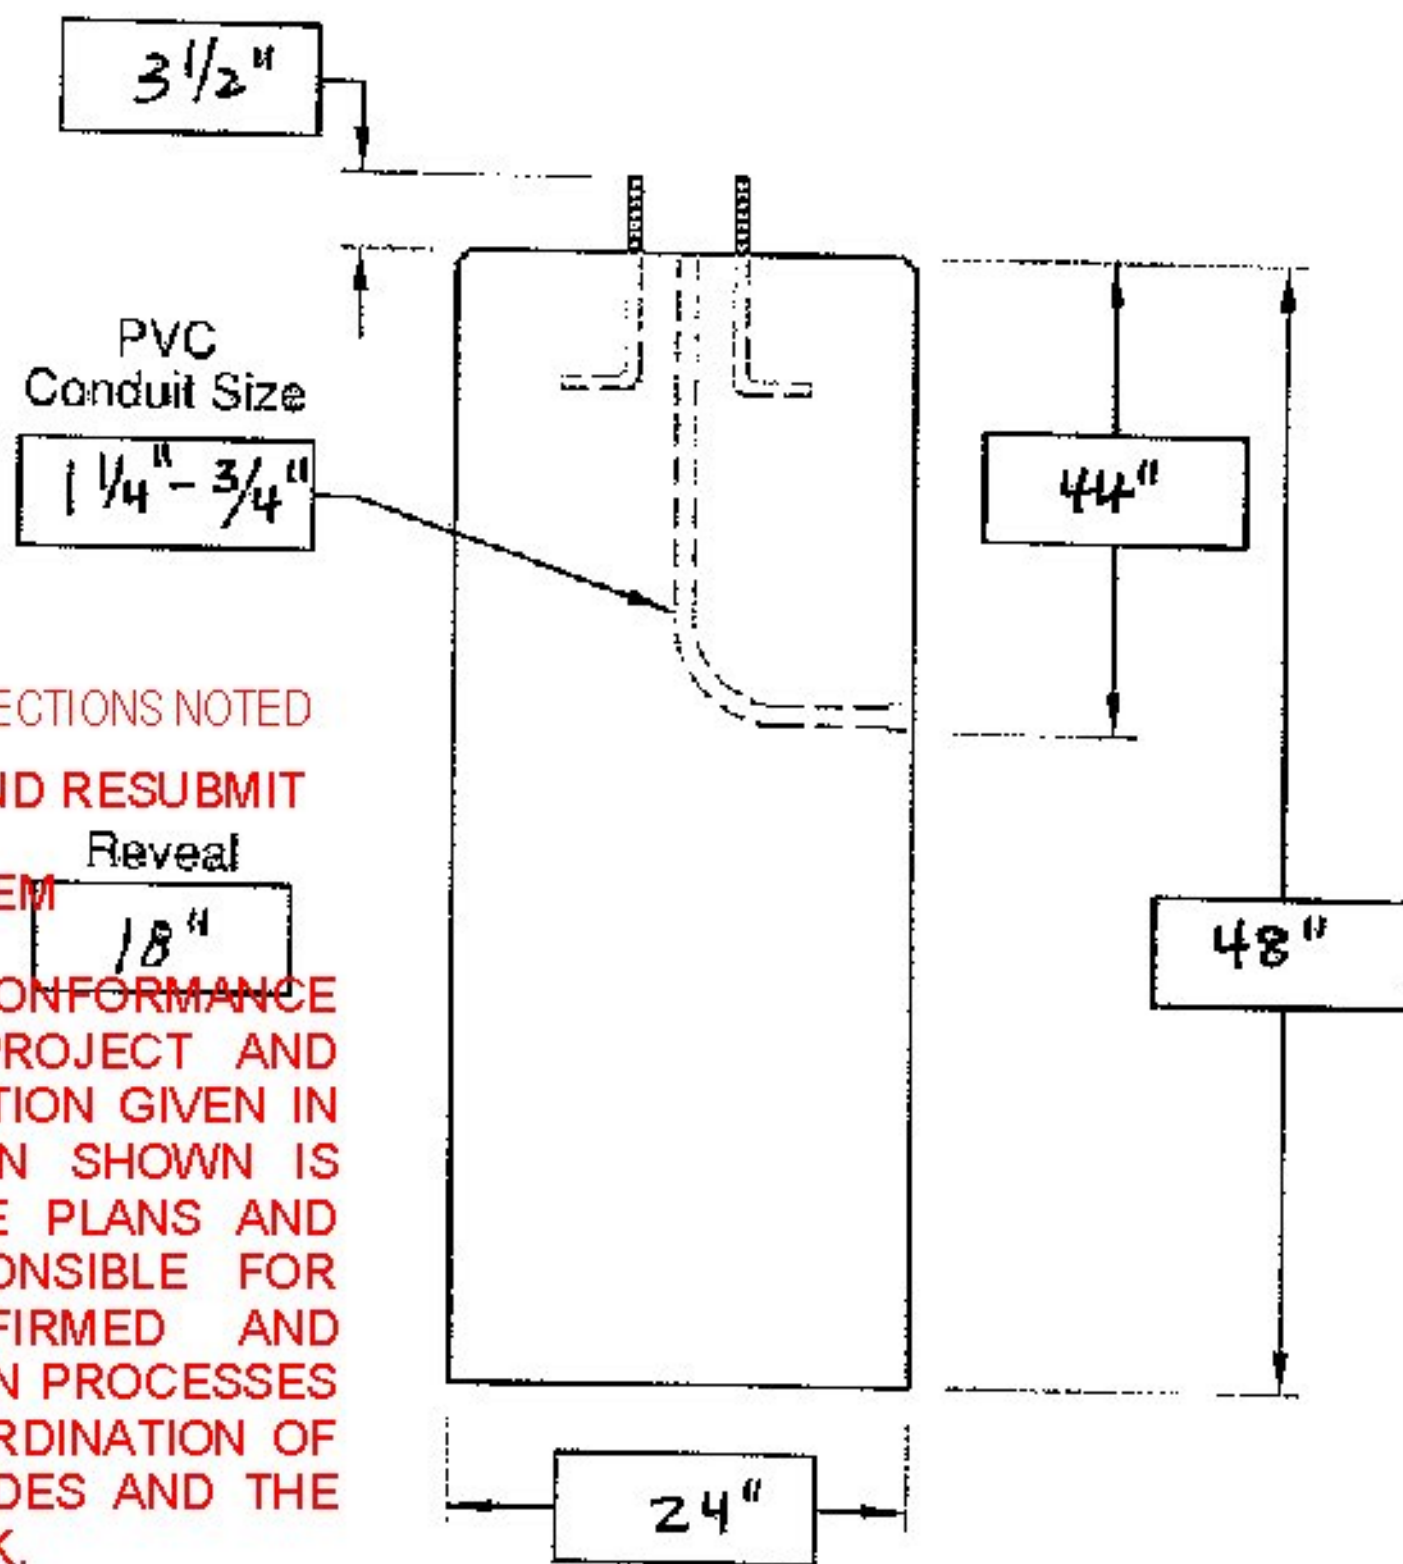 3 1/2"
PVC
Conduit Size
1 1/4" - 3/4"
44"
ECTIONS NOTED
ND RESUBMIT
Reveal
EM
18"
48"
ONFORMANCE
PROJECT AND
TION GIVEN IN
N SHOWN IS
E PLANS AND
ONSIBLE FOR
FIRMED AND
N PROCESSES
RDINATION OF
DES AND THE
K.
24"